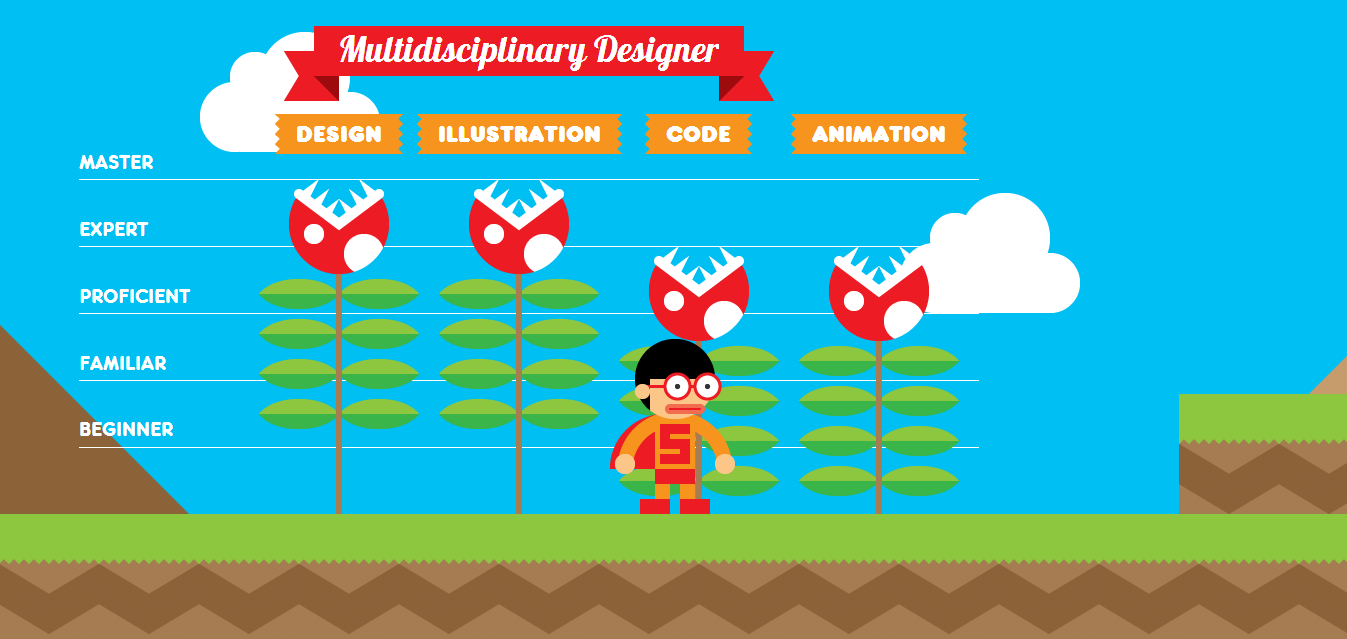 Multidisciplinary Designer
DESIGN ILLUSTRATION CODE ANIMATION
MASTER
EXPERT
PROFICIENT
FAMILIAR
BEGINNER
S